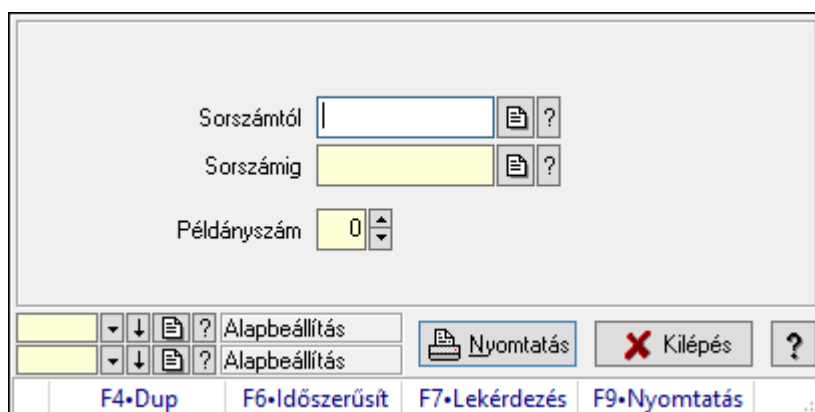 Sorszámtól ?
Sorszámig ?
Példányszám 0
? Alapbeállítás
? Alapbeállítás
Nyomtatás Kilépés ?
F4•Dup F6•Időszerűsít F7•Lekérdezés F9•Nyomtatás